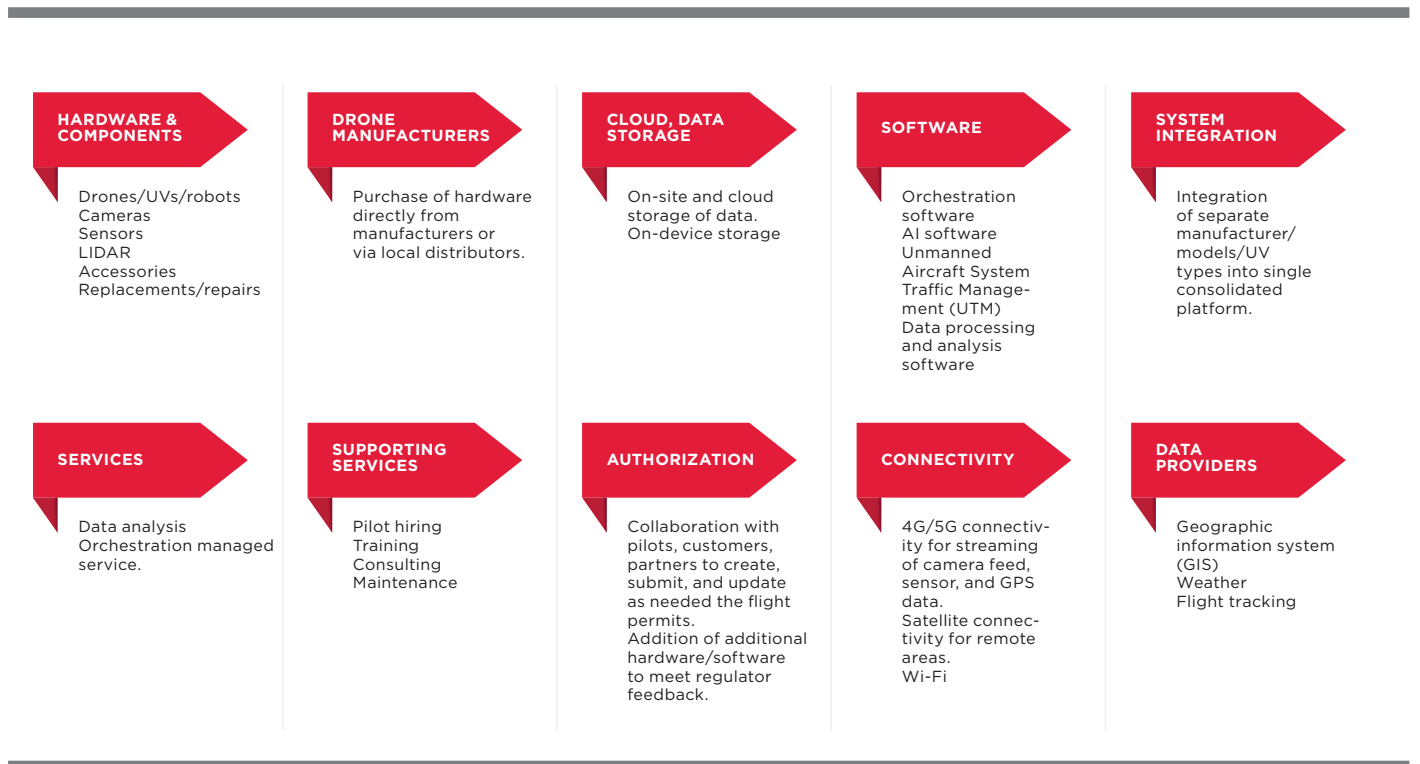 HARDWARE &
COMPONENTS
Drones/UVs/robots
Cameras
Sensors
LIDAR
Accessories
Replacements/repairs
DRONE
MANUFACTURERS
Purchase of hardware
directly from
manufacturers or
via local distributors.
CLOUD, DATA
STORAGE
On-site and cloud
storage of data.
On-device storage
SOFTWARE
Orchestration
software
AI software
Unmanned
Aircraft System
Traffic Manage-
ment (UTM)
Data processing
and analysis
software
SYSTEM
INTEGRATION
Integration
of separate
manufacturer/
models/UV
types into single
consolidated
platform.
SERVICES
Data analysis
Orchestration managed
service.
SUPPORTING
SERVICES
Pilot hiring
Training
Consulting
Maintenance
AUTHORIZATION
Collaboration with
pilots, customers,
partners to create,
submit, and update
as needed the flight
permits.
Addition of additional
hardware/software
to meet regulator
feedback.
CONNECTIVITY
4G/5G connectiv-
ity for streaming
of camera feed,
sensor, and GPS
data.
Satellite connec-
tivity for remote
areas.
Wi-Fi
DATA
PROVIDERS
Geographic
information system
(GIS)
Weather
Flight tracking